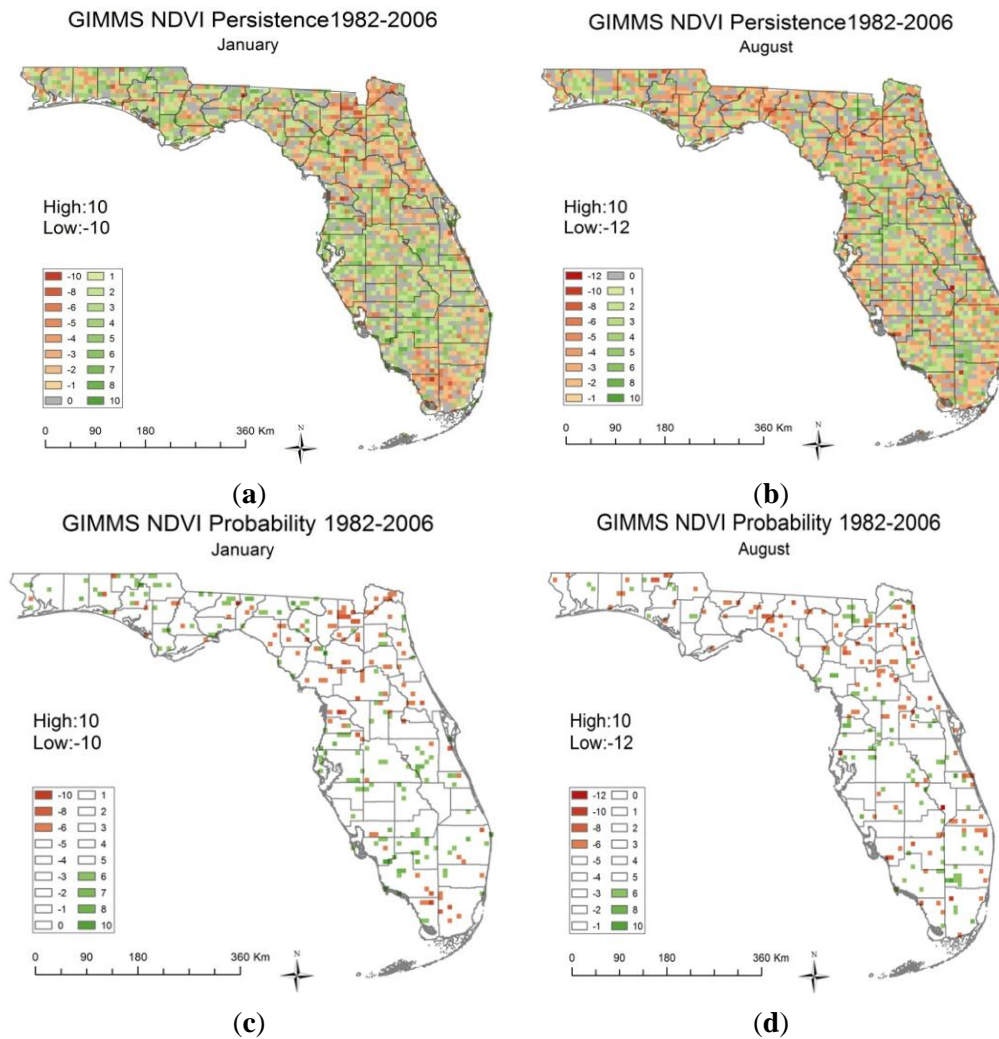 GIMMS NDVI Persistence1982-2006
January
High:10
Low:-10
-10 1
-8 2
-6 3
-5 4
-4 5
-3 6
-2 7
-1 8
0 10
0 90 180 360 Km
N
(a)
GIMMS NDVI Persistence 1982-2006
August
High:10
Low:-12
-12 0
-10 1
-8 2
-6 3
-5 4
-4 5
-3 6
-2 8
-1 10
0 90 180 360 Km
N
(b)
GIMMS NDVI Probability 1982-2006
January
High:10
Low:-10
-10 1
-8 2
-6 3
-5 4
-4 5
-3 6
-2 7
-1 8
0 10
0 90 180 360 Km
N
(c)
GIMMS NDVI Probability 1982-2006
August
High:10
Low:-12
-12 0
-10 1
-8 2
-6 3
-5 4
-4 5
-3 6
-2 8
-1 10
0 90 180 360 Km
N
(d)